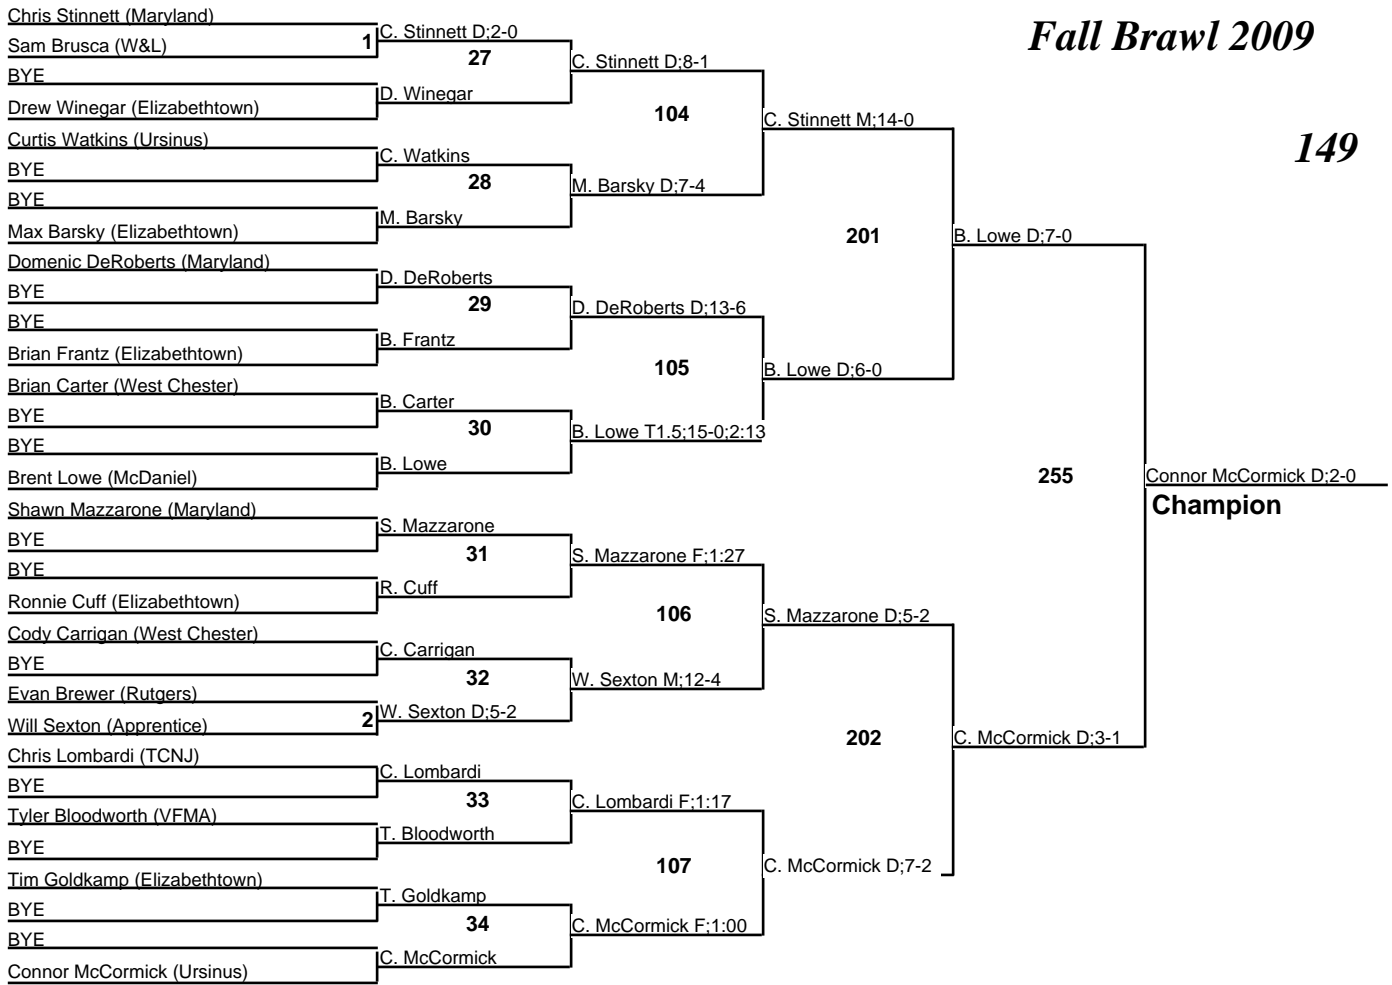 Fall Brawl 2009
149
Chris Stinnett (Maryland)
Sam Brusca (W&L)
BYE
Drew Winegar (Elizabethtown)
Curtis Watkins (Ursinus)
BYE
BYE
Max Barsky (Elizabethtown)
Domenic DeRoberts (Maryland)
BYE
BYE
Brian Frantz (Elizabethtown)
Brian Carter (West Chester)
BYE
BYE
Brent Lowe (McDaniel)
Shawn Mazzarone (Maryland)
BYE
BYE
Ronnie Cuff (Elizabethtown)
Cody Carrigan (West Chester)
BYE
Evan Brewer (Rutgers)
Will Sexton (Apprentice)
Chris Lombardi (TCNJ)
BYE
Tyler Bloodworth (VFMA)
BYE
Tim Goldkamp (Elizabethtown)
BYE
BYE
Connor McCormick (Ursinus)
1
C. Stinnett D;2-0
27
D. Winegar
C. Watkins
28
M. Barsky
D. DeRoberts
29
B. Frantz
B. Carter
30
B. Lowe
S. Mazzarone
31
R. Cuff
C. Carrigan
32
2
W. Sexton D;5-2
C. Lombardi
33
T. Bloodworth
T. Goldkamp
34
C. McCormick
C. Stinnett D;8-1
104
M. Barsky D;7-4
D. DeRoberts D;13-6
105
B. Lowe T1.5;15-0;2:13
S. Mazzarone F;1:27
106
W. Sexton M;12-4
C. Lombardi F;1:17
107
C. McCormick F;1:00
C. Stinnett M;14-0
201
B. Lowe D;6-0
S. Mazzarone D;5-2
202
C. McCormick D;7-2
B. Lowe D;7-0
255
C. McCormick D;3-1
Connor McCormick D;2-0
Champion